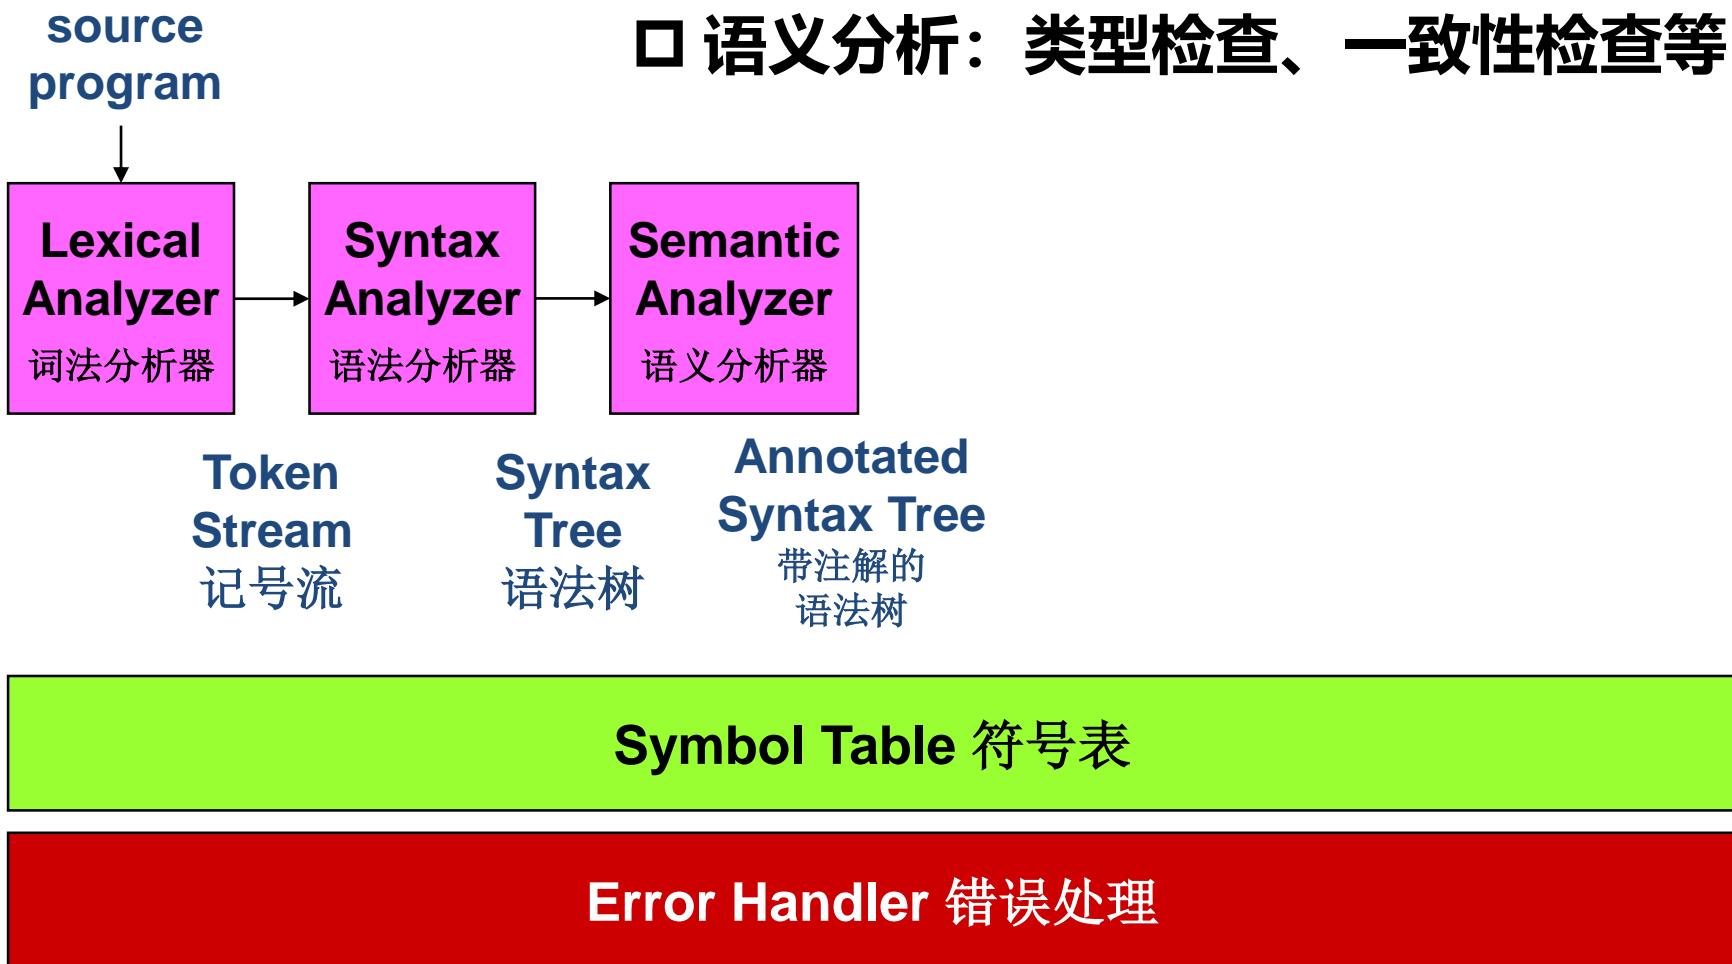 source
program
语义分析：类型检查、一致性检查等
Lexical
Analyzer
词法分析器
Syntax
Analyzer
语法分析器
Semantic
Analyzer
语义分析器
Token
Stream
记号流
Syntax
Tree
语法树
Annotated
Syntax Tree
带注解的
语法树
Symbol Table 符号表
Error Handler 错误处理